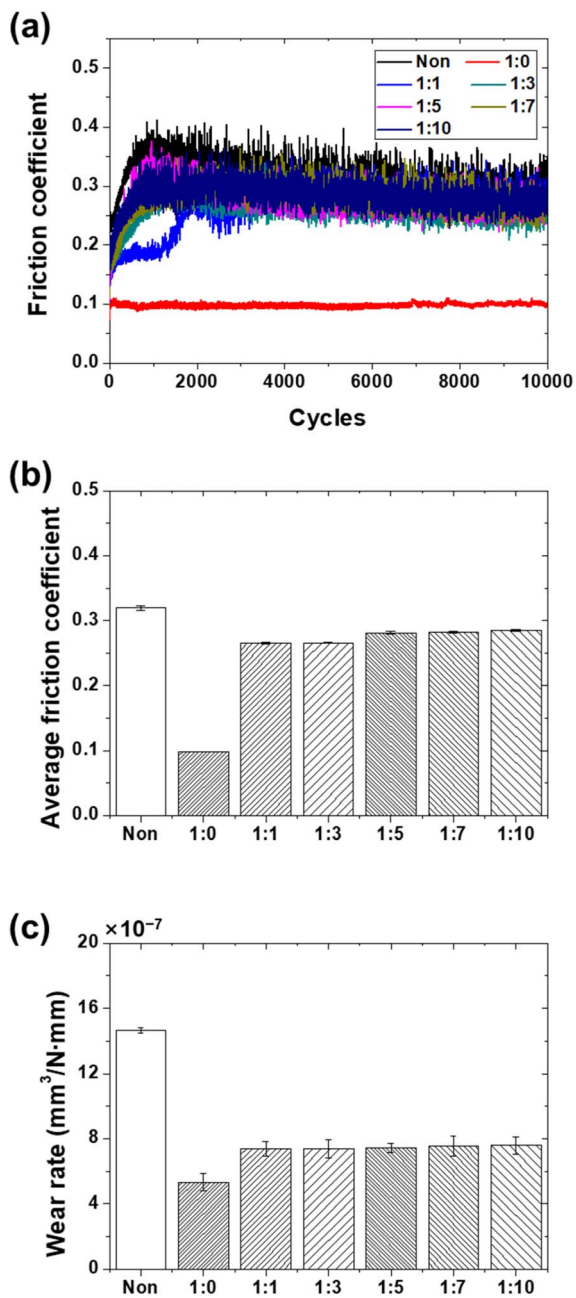 (a)
Friction coefficient
0.5
0.4
0.3
0.2
0.1
0.0
Non 1:0
1:1 1:3
1:5 1:7
1:10
0 2000 4000 6000 8000 10000
Cycles
(b)
Average friction coefficient
0.5
0.4
0.3
0.2
0.1
0.0
Non 1:0 1:1 1:3 1:5 1:7 1:10
(c)
×10⁻⁷
Wear rate (mm³/N·mm)
20
16
12
8
4
0
Non 1:0 1:1 1:3 1:5 1:7 1:10